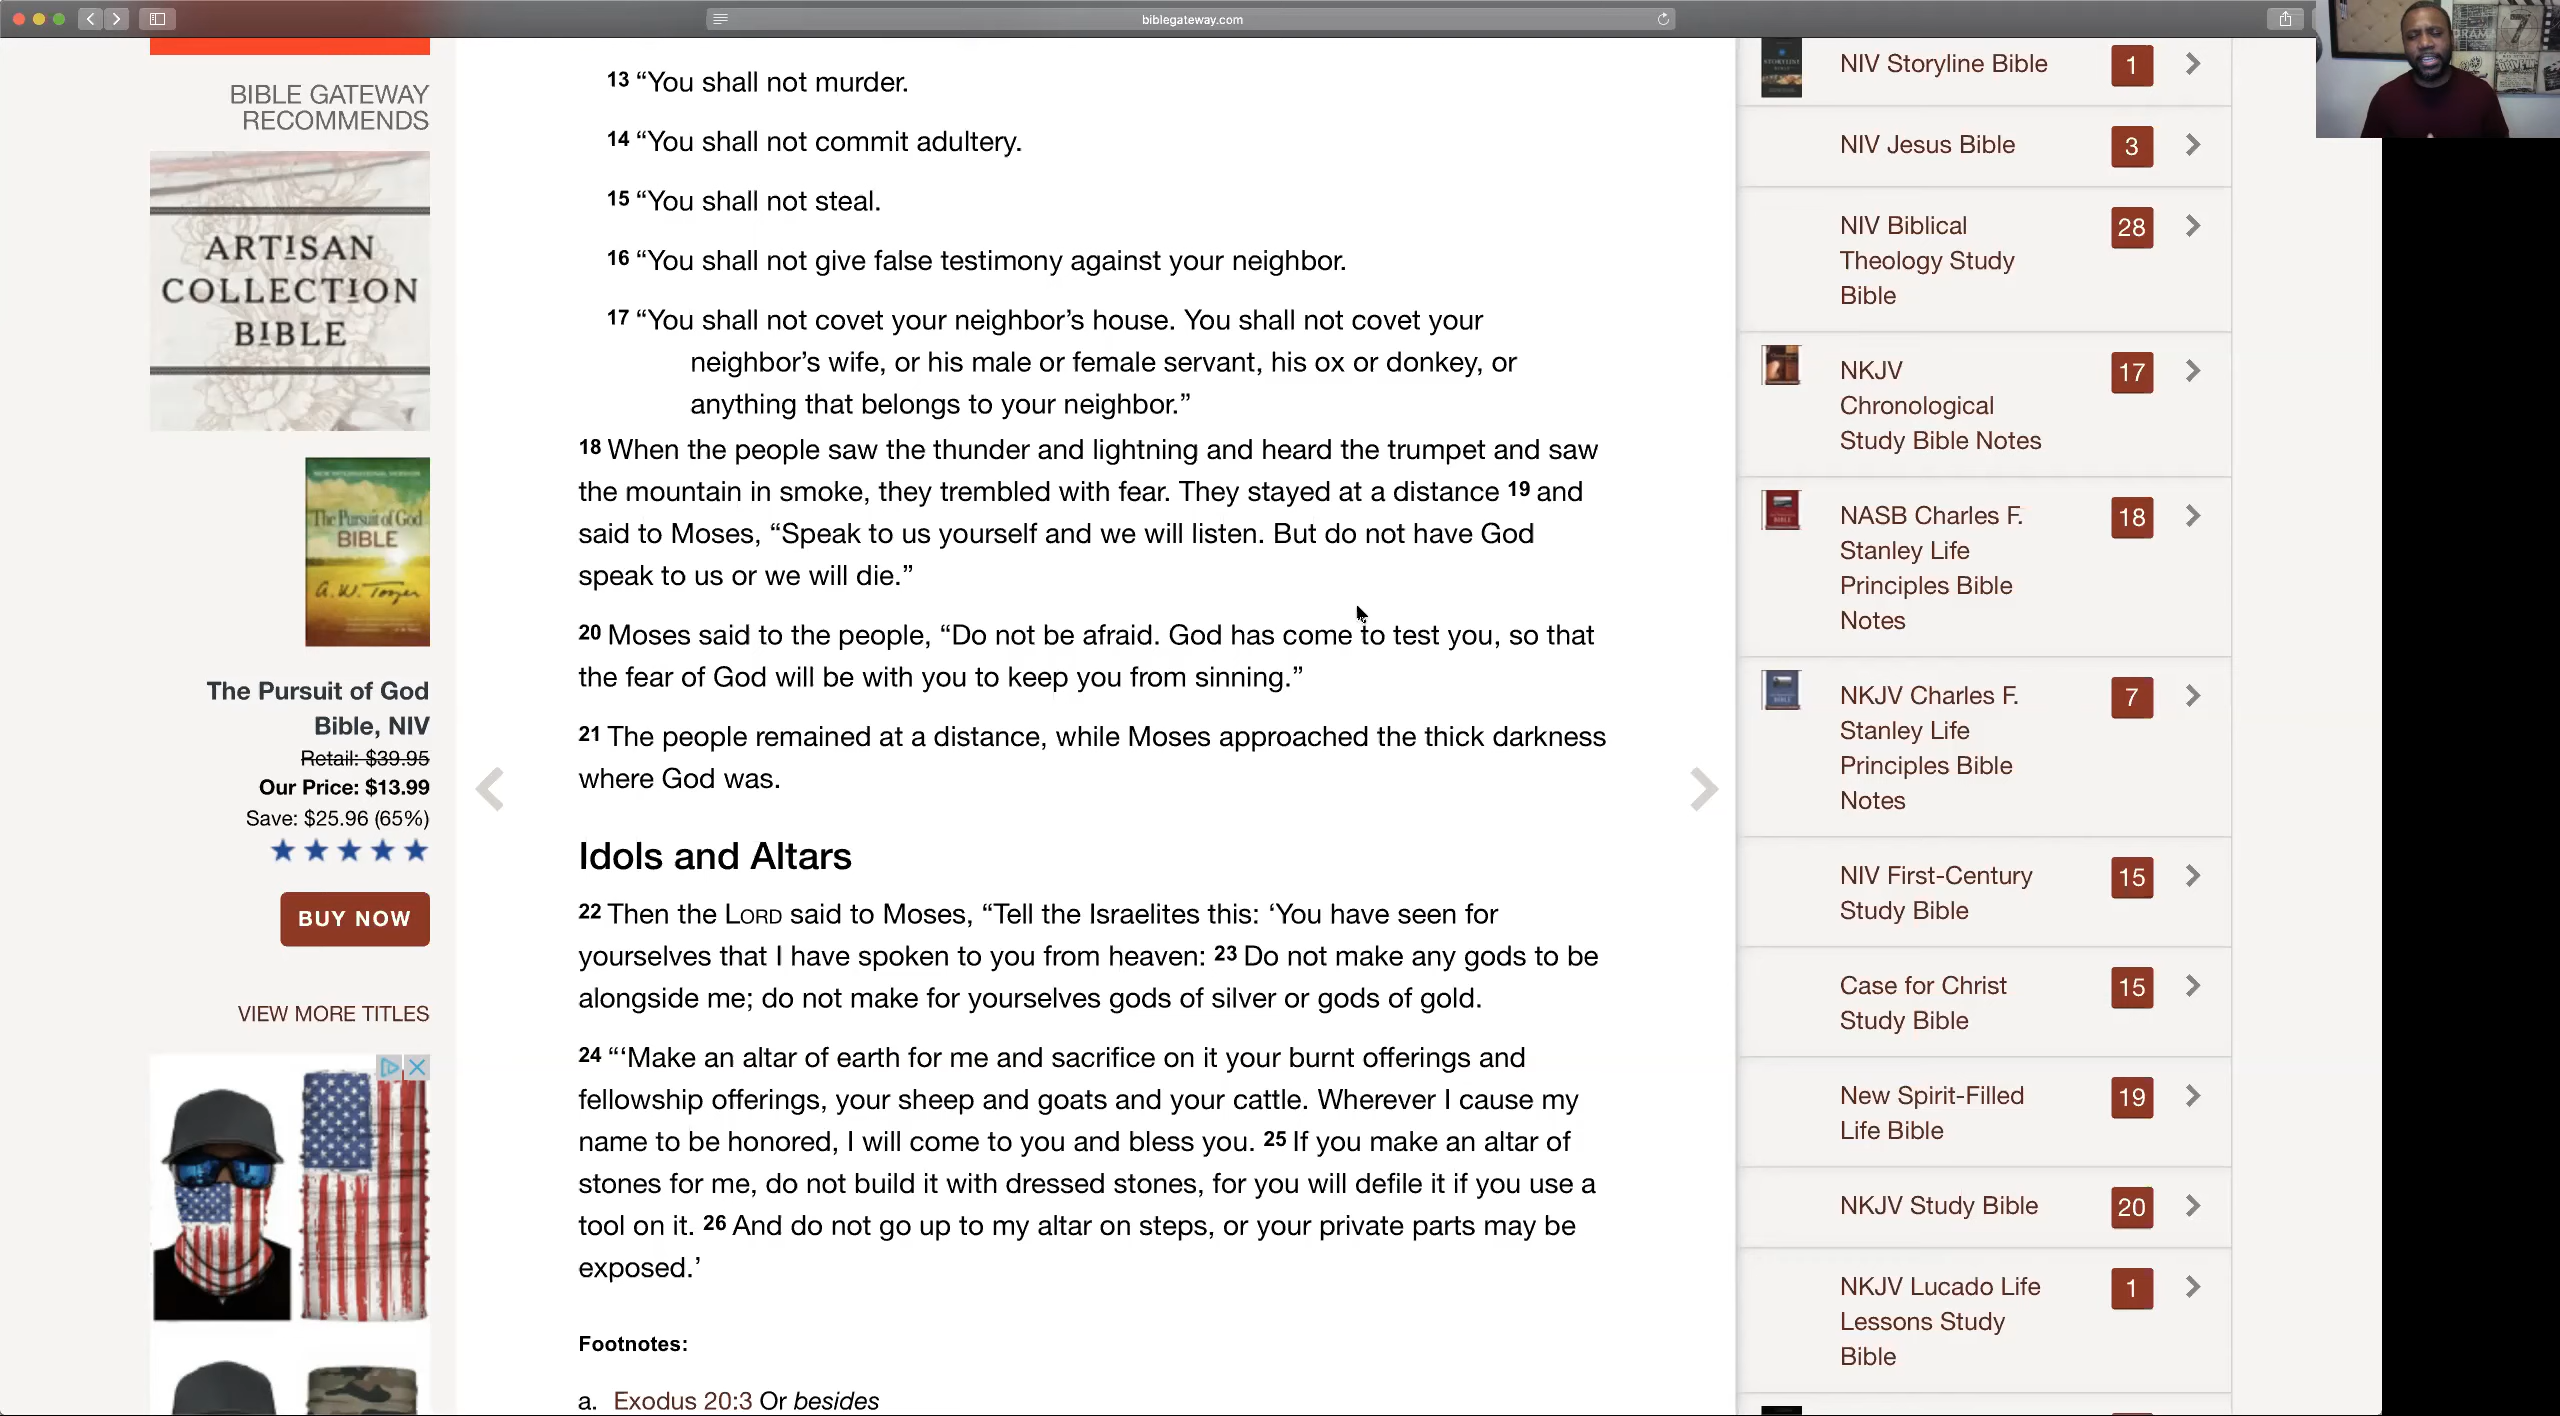 biblegateway.com
BIBLE GATEWAY
RECOMMENDS
ARTISAN
COLLECTION
BIBLE
The Pursuit of God
BIBLE
A.W. Tozer
The Pursuit of God
Bible, NIV
Retail: $39.95
Our Price: $13.99
Save: $25.96 (65%)
BUY NOW
VIEW MORE TITLES
13 “You shall not murder.
14 “You shall not commit adultery.
15 “You shall not steal.
16 “You shall not give false testimony against your neighbor.
17 “You shall not covet your neighbor’s house. You shall not covet your
neighbor’s wife, or his male or female servant, his ox or donkey, or
anything that belongs to your neighbor.”
18 When the people saw the thunder and lightning and heard the trumpet and saw
the mountain in smoke, they trembled with fear. They stayed at a distance 19 and
said to Moses, “Speak to us yourself and we will listen. But do not have God
speak to us or we will die.”
20 Moses said to the people, “Do not be afraid. God has come to test you, so that
the fear of God will be with you to keep you from sinning.”
21 The people remained at a distance, while Moses approached the thick darkness
where God was.
Idols and Altars
22 Then the LORD said to Moses, “Tell the Israelites this: ‘You have seen for
yourselves that I have spoken to you from heaven: 23 Do not make any gods to be
alongside me; do not make for yourselves gods of silver or gods of gold.
24 “‘Make an altar of earth for me and sacrifice on it your burnt offerings and
fellowship offerings, your sheep and goats and your cattle. Wherever I cause my
name to be honored, I will come to you and bless you. 25 If you make an altar of
stones for me, do not build it with dressed stones, for you will defile it if you use a
tool on it. 26 And do not go up to my altar on steps, or your private parts may be
exposed.’
Footnotes:
a. Exodus 20:3 Or besides
NIV Storyline Bible 1
NIV Jesus Bible 3
NIV Biblical 28
Theology Study
Bible
NKJV 17
Chronological
Study Bible Notes
NASB Charles F. 18
Stanley Life
Principles Bible
Notes
NKJV Charles F. 7
Stanley Life
Principles Bible
Notes
NIV First-Century 15
Study Bible
Case for Christ 15
Study Bible
New Spirit-Filled 19
Life Bible
NKJV Study Bible 20
NKJV Lucado Life 1
Lessons Study
Bible